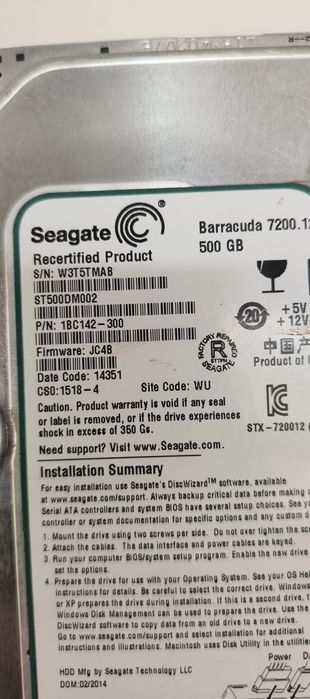 Seagate ®
Barracuda 7200.12
500 GB
Recertified Product
S/N: W3T5TMAB
ST500DM002
P/N: 1BC142-300
Firmware: JC4B
Date Code: 14351
CSO:1518-4
Site Code: WU
20
+5V
+12V
FACTORY REPAIRED
R
STTPN
SEAGATE
中国产
Product of
STX-720012
Caution. Product warranty is void if any seal
or label is removed, or if the drive experiences
shock in excess of 350 Gs.
Need support? Visit www.Seagate.com.
Installation Summary
For easy installation use Seagate's DiscWizard™ software, available
at www.seagate.com/support. Always backup critical data before making
Serial ATA controllers and system BIOS have several setup choices. See
controller or system documentation for specific options and any custom
1. Mount the drive using two screws per side. Do not over tighten the
2. Attach the cables. The data interface and power cables are keyed.
3. Run your computer BIOS/system setup program. Enable the new drive
set the options.
4. Prepare the drive for use with your Operating System. See your OS
instructions for details. Be careful to select the correct drive. Windows
or XP prepares the drive during installation. If this is a second drive,
Windows Disk Management can be used to prepare the drive. Use the
DiscWizard software to copy data from an old drive to a new drive.
Go to www.seagate.com/support and select installation for additional
instructions and illustrations. Macintosh uses Disk Utility in the
HDD Mfg by Seagate Technology LLC
DOM:02/2014
Power